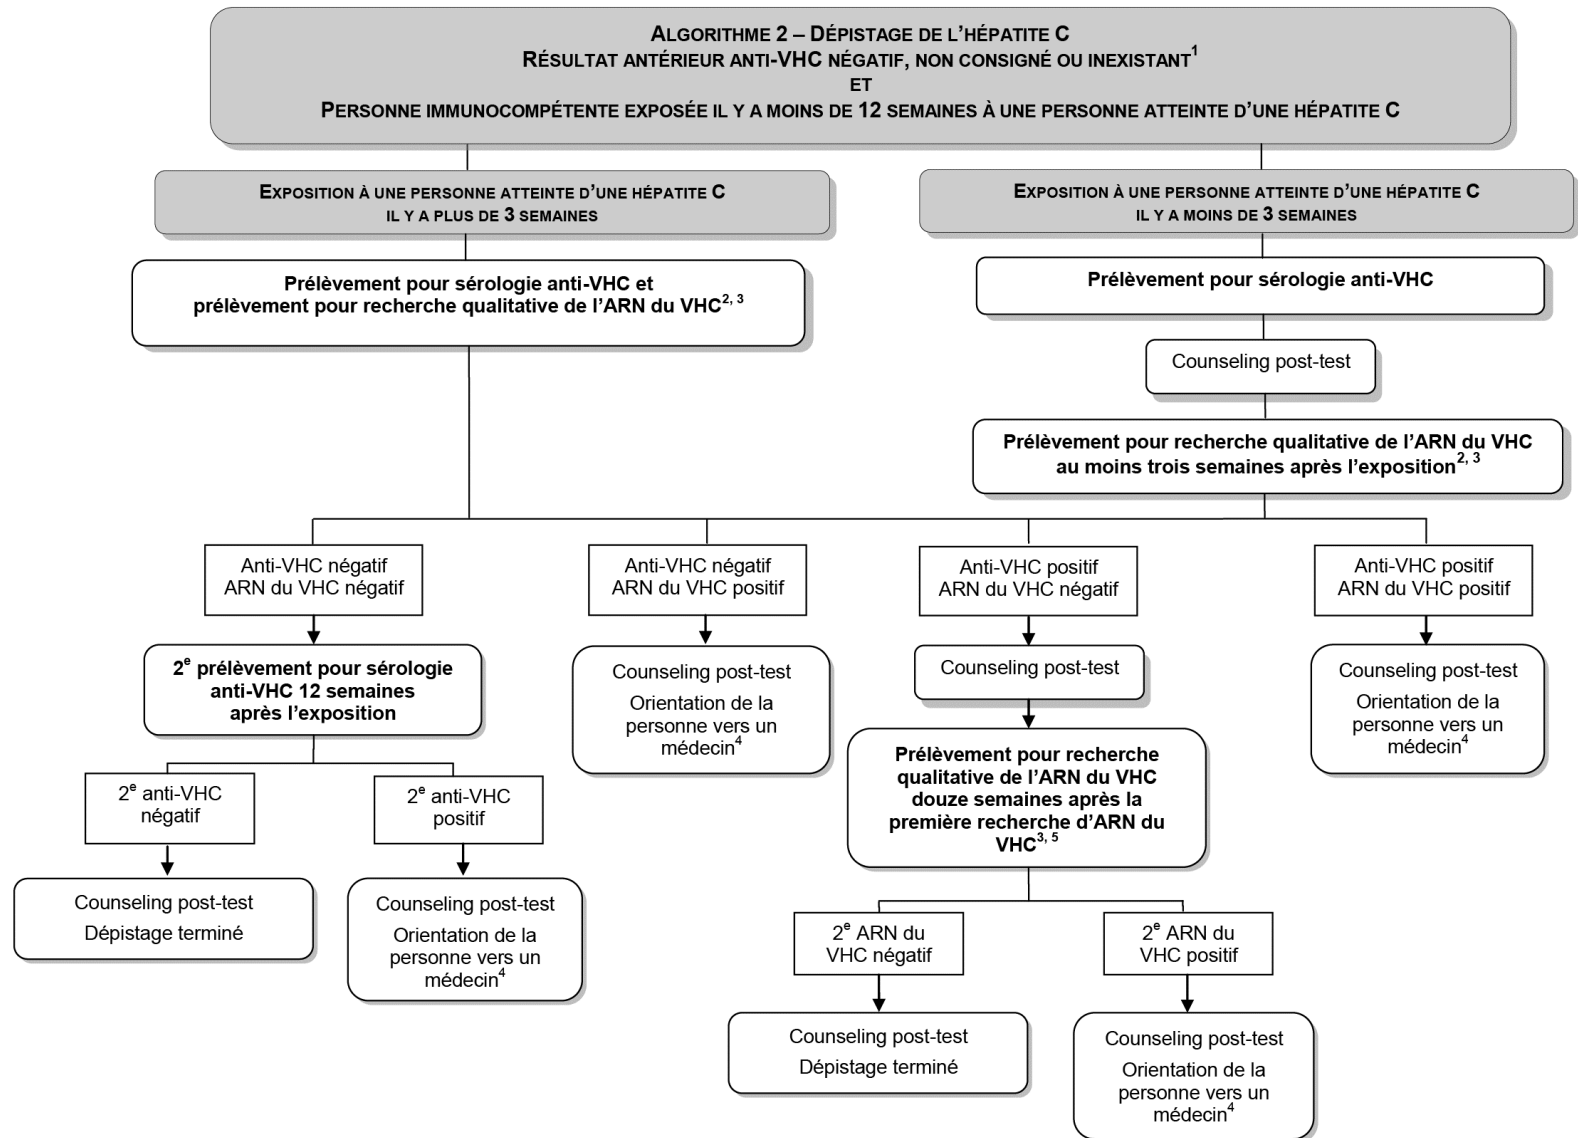 ALGORITHME 2 – DÉPISTAGE DE L'HÉPATITE C
RÉSULTAT ANTÉRIEUR ANTI-VHC NÉGATIF, NON CONSIGNÉ OU INEXISTANT1
ET
PERSONNE IMMUNOCOMPÉTENTE EXPOSÉE IL Y A MOINS DE 12 SEMAINES À UNE PERSONNE ATTEINTE D'UNE HÉPATITE C
EXPOSITION À UNE PERSONNE ATTEINTE D'UNE HÉPATITE C
IL Y A PLUS DE 3 SEMAINES
EXPOSITION À UNE PERSONNE ATTEINTE D'UNE HÉPATITE C
IL Y A MOINS DE 3 SEMAINES
Prélèvement pour sérologie anti-VHC et
prélèvement pour recherche qualitative de l'ARN du VHC2, 3
Prélèvement pour sérologie anti-VHC
Counseling post-test
Prélèvement pour recherche qualitative de l'ARN du VHC
au moins trois semaines après l'exposition2, 3
Anti-VHC négatif
ARN du VHC négatif
Anti-VHC négatif
ARN du VHC positif
Anti-VHC positif
ARN du VHC négatif
Anti-VHC positif
ARN du VHC positif
2e prélèvement pour sérologie
anti-VHC 12 semaines
après l'exposition
Counseling post-test
Orientation de la
personne vers un
médecin4
Counseling post-test
Counseling post-test
Orientation de la
personne vers un
médecin4
Prélèvement pour recherche
qualitative de l'ARN du VHC
douze semaines après la
première recherche d'ARN du
VHC3, 5
2e anti-VHC
négatif
2e anti-VHC
positif
Counseling post-test
Dépistage terminé
Counseling post-test
Orientation de la
personne vers un
médecin4
2e ARN du
VHC négatif
2e ARN du
VHC positif
Counseling post-test
Dépistage terminé
Counseling post-test
Orientation de la
personne vers un
médecin4